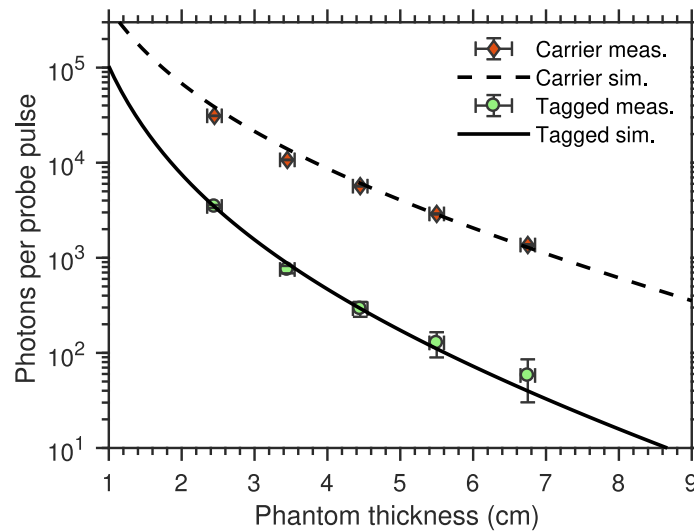 Photons per probe pulse
10^5
10^4
10^3
10^2
10^1
Carrier meas.
Carrier sim.
Tagged meas.
Tagged sim.
1 2 3 4 5 6 7 8 9
Phantom thickness (cm)